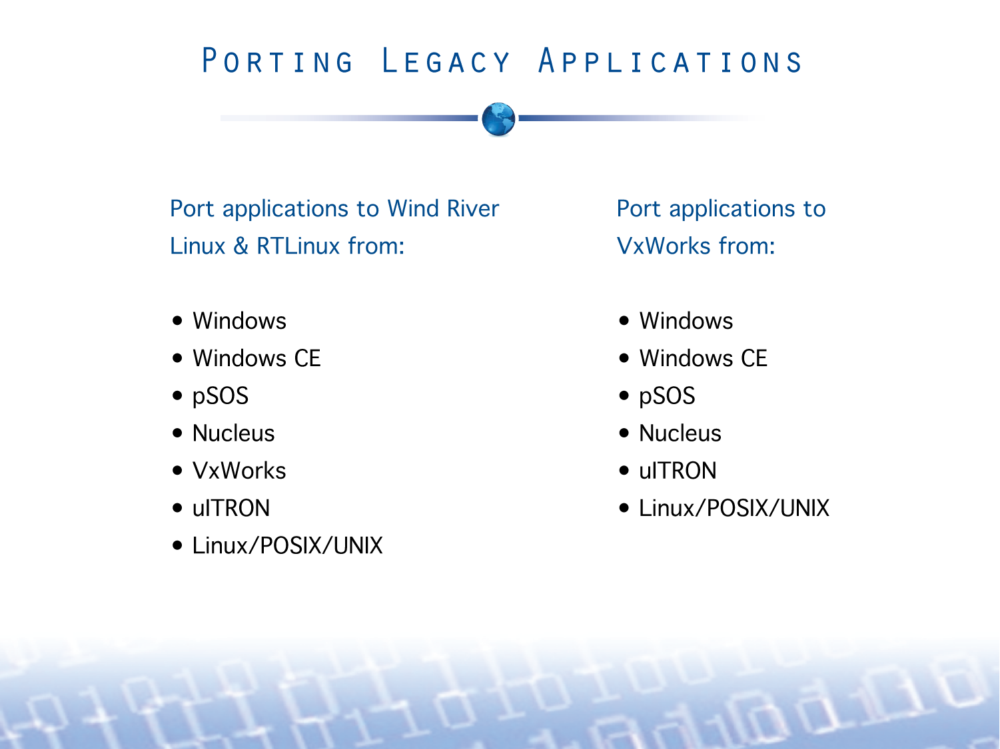 Porting Legacy Applications
Port applications to Wind River
Linux & RTLinux from:
• Windows
• Windows CE
• pSOS
• Nucleus
• VxWorks
• uITRON
• Linux/POSIX/UNIX
Port applications to
VxWorks from:
• Windows
• Windows CE
• pSOS
• Nucleus
• uITRON
• Linux/POSIX/UNIX